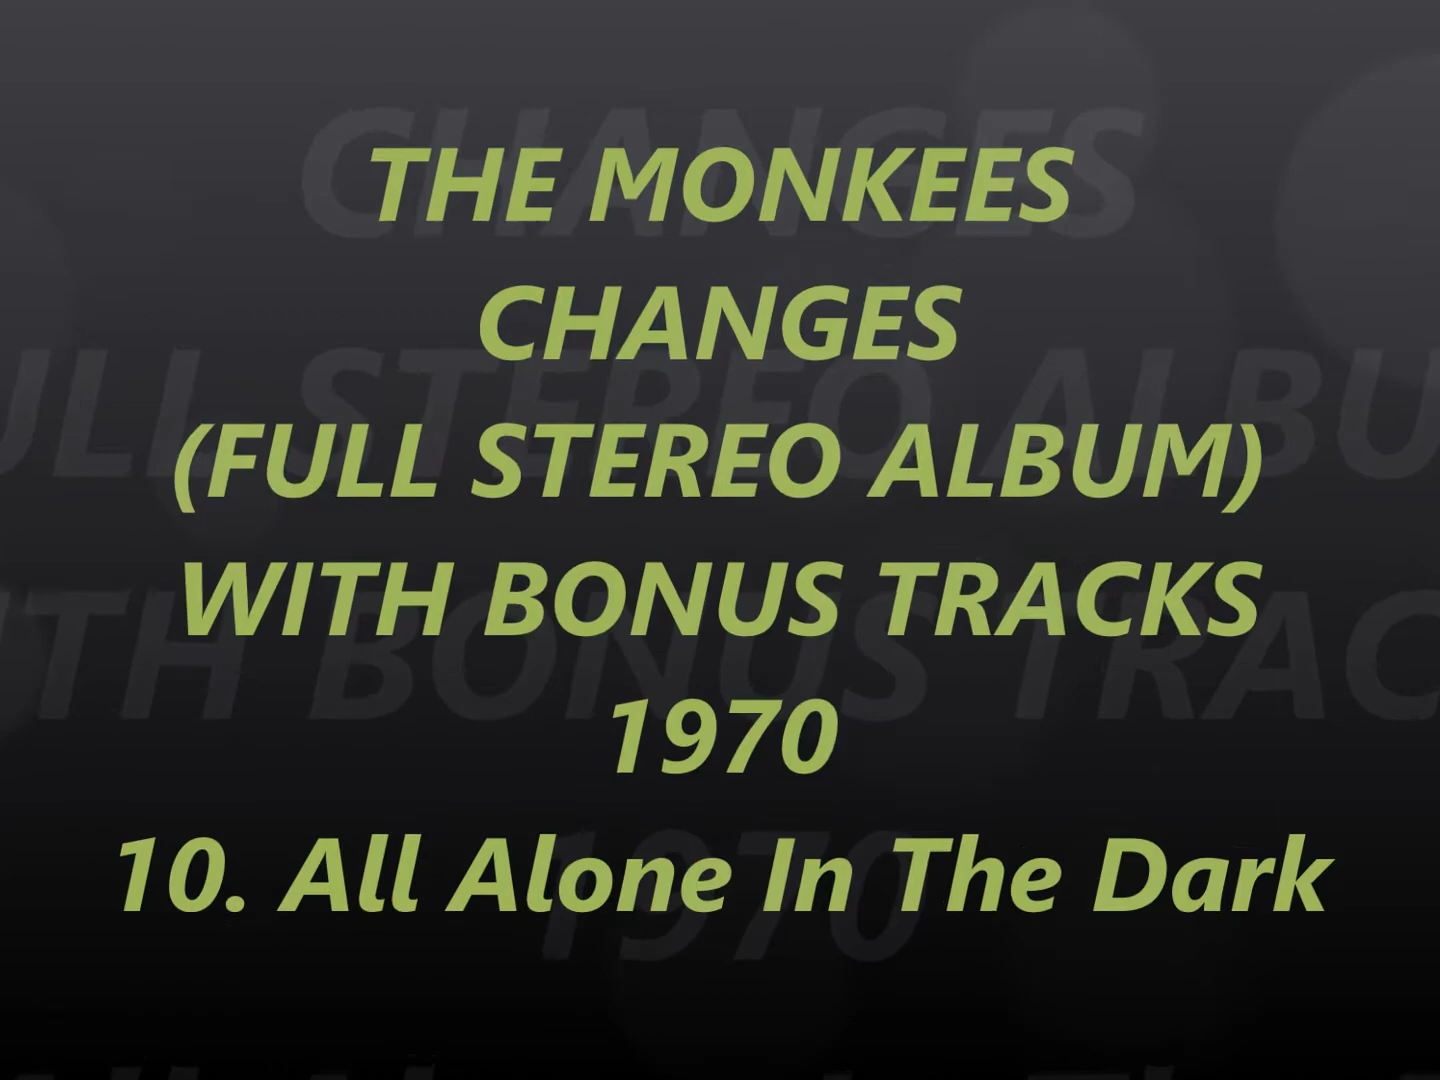 THE MONKEES
CHANGES
(FULL STEREO ALBUM)
WITH BONUS TRACKS
1970
10. All Alone In The Dark